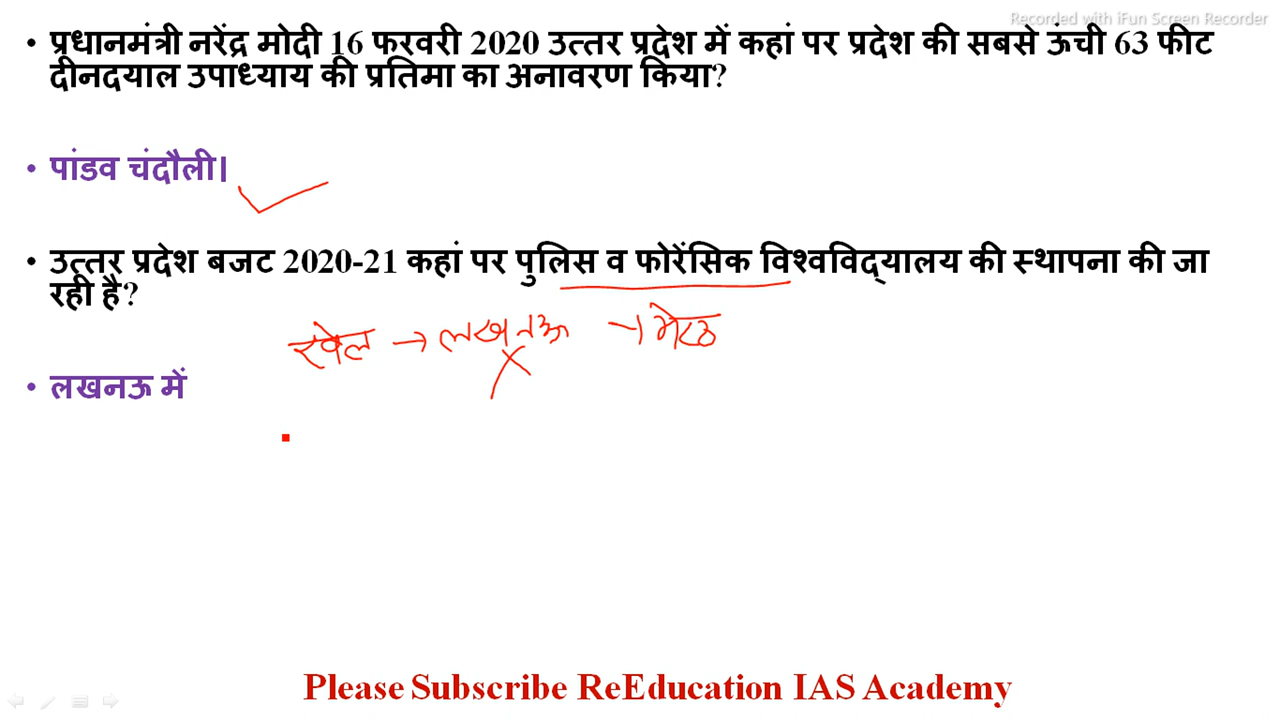 Recorded with iFun Screen Recorder
• प्रधानमंत्री नरेंद्र मोदी 16 फरवरी 2020 उत्तर प्रदेश में कहां पर प्रदेश की सबसे ऊंची 63 फीट
दीनदयाल उपाध्याय की प्रतिमा का अनावरण किया?
• पांडव चंदौली।
• उत्तर प्रदेश बजट 2020-21 कहां पर पुलिस व फोरेंसिक विश्वविद्यालय की स्थापना की जा
रही है?
→ लखनऊ → मेरठ
• लखनऊ में
Please Subscribe ReEducation IAS Academy